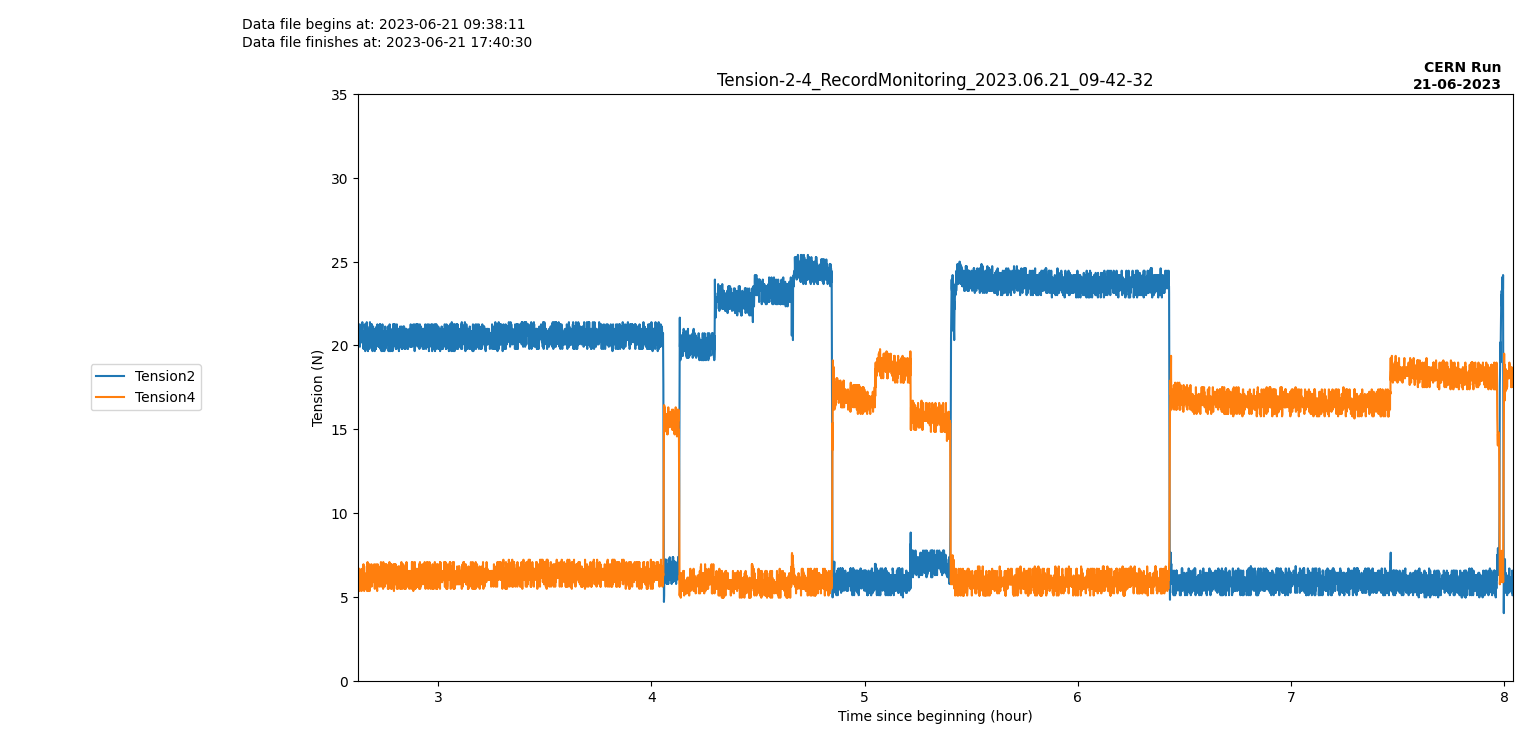 Data file begins at: 2023-06-21 09:38:11
Data file finishes at: 2023-06-21 17:40:30
CERN Run
21-06-2023
Tension-2-4_RecordMonitoring_2023.06.21_09-42-32
35
30
25
20
15
10
5
0
Tension (N)
Tension2
Tension4
3
4
5
6
7
8
Time since beginning (hour)